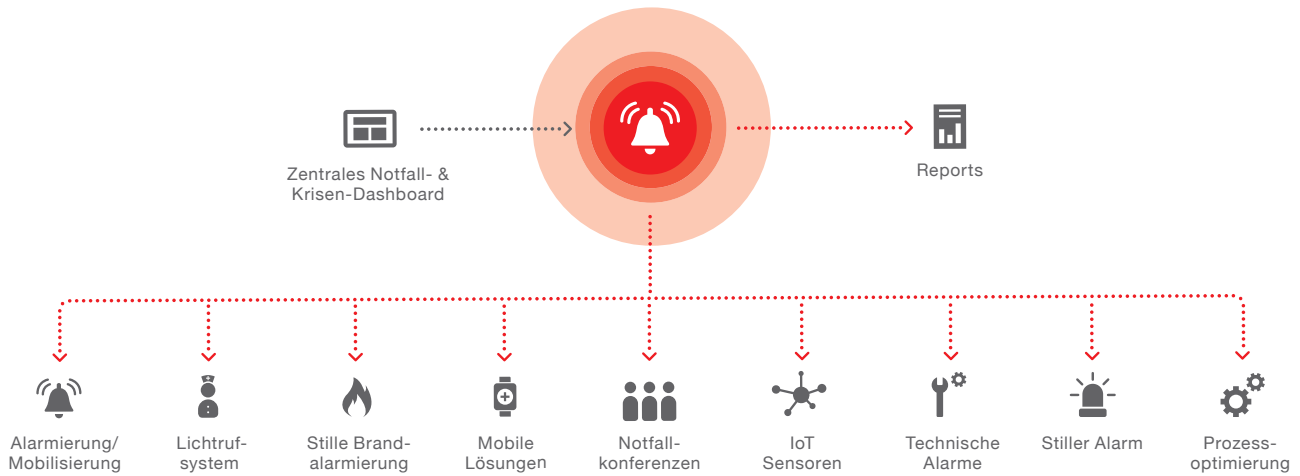 Zentrales Notfall- &
Krisen-Dashboard
Reports
Alarmierung/
Mobilisierung
Lichtruf-
system
Stille Brand-
alarmierung
Mobile
Lösungen
Notfall-
konferenzen
IoT
Sensoren
Technische
Alarme
Stiller Alarm
Prozess-
optimierung